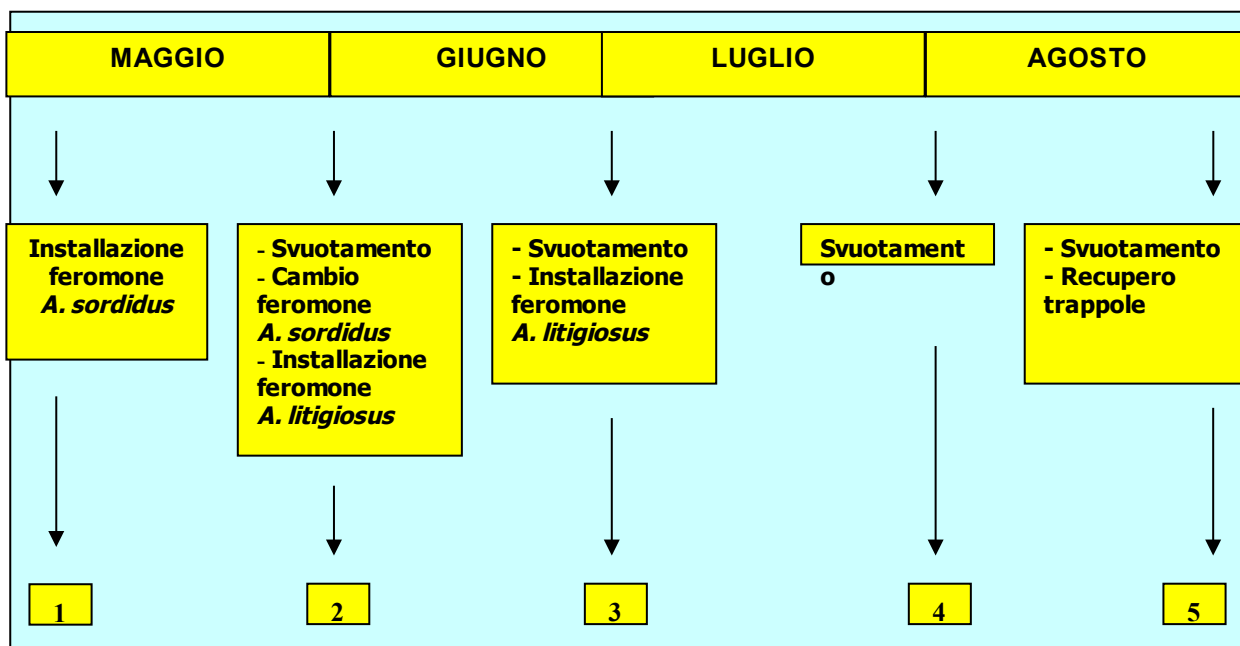 MAGGIO
GIUGNO
LUGLIO
AGOSTO
Installazione
feromone
A. sordidus
- Svuotamento
- Cambio
feromone
A. sordidus
- Installazione
feromone
A. litigiosus
- Svuotamento
- Installazione
feromone
A. litigiosus
Svuotament
o
- Svuotamento
- Recupero
trappole
1
2
3
4
5